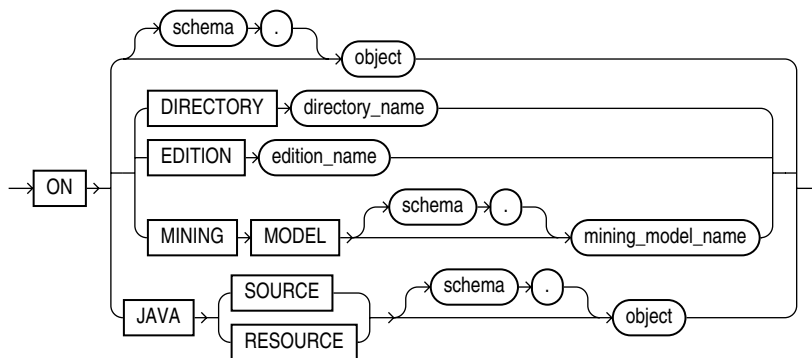 schema .
object
DIRECTORY directory_name
EDITION edition_name
ON
schema .
MINING MODEL mining_model_name
SOURCE schema .
JAVA object
RESOURCE